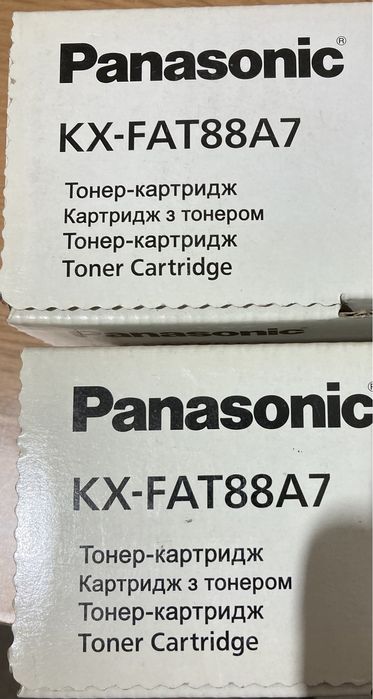 Panasonic®
KX-FAT88A7
Тонер-картридж
Картридж з тонером
Тонер-картридж
Toner Cartridge
Panasonic
Panasonic®
KX-FAT88A7
Тонер-картридж
Картридж з тонером
Тонер-картридж
Toner Cartridge